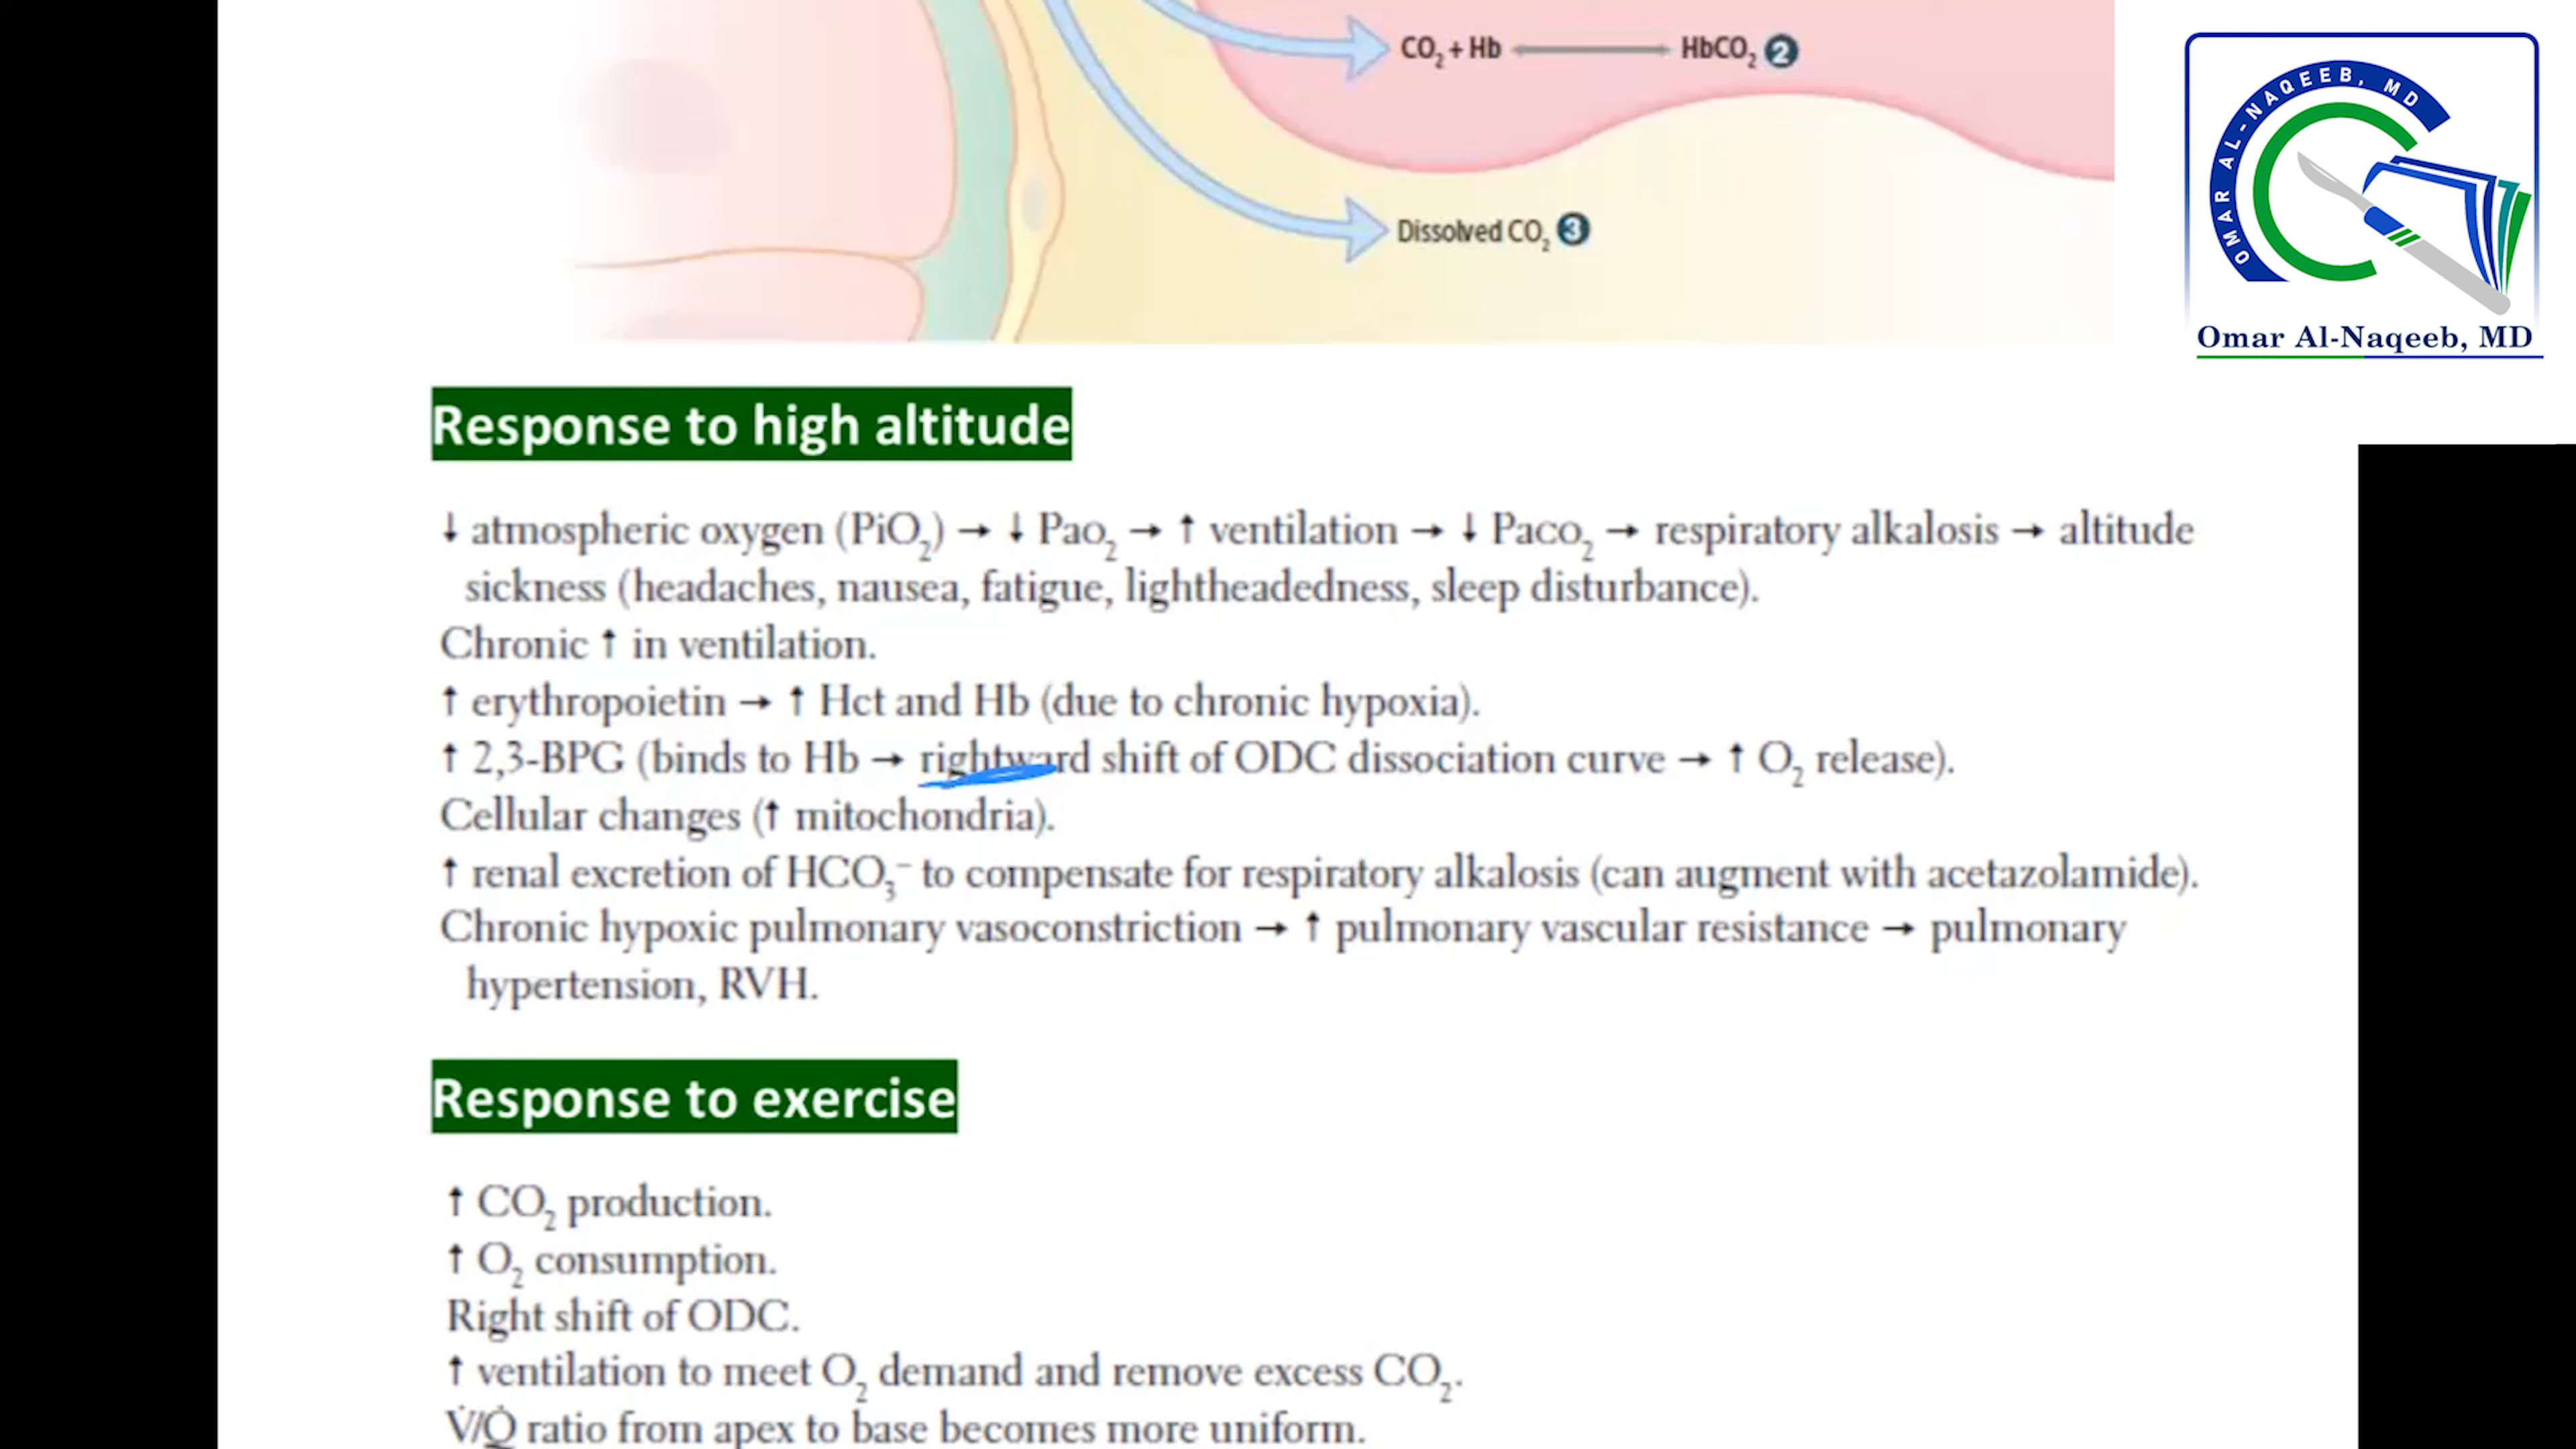 CO₂ + Hb HbCO₂ 2
Dissolved CO₂ 3
OMAR AL-NAQEEB, MD
Omar Al-Naqeeb, MD
Response to high altitude
↓ atmospheric oxygen (PiO₂) → ↓ Pao₂ → ↑ ventilation → ↓ Paco₂ → respiratory alkalosis → altitude
sickness (headaches, nausea, fatigue, lightheadedness, sleep disturbance).
Chronic ↑ in ventilation.
↑ erythropoietin → ↑ Hct and Hb (due to chronic hypoxia).
↑ 2,3-BPG (binds to Hb → rightward shift of ODC dissociation curve → ↑ O₂ release).
Cellular changes (↑ mitochondria).
↑ renal excretion of HCO₃⁻ to compensate for respiratory alkalosis (can augment with acetazolamide).
Chronic hypoxic pulmonary vasoconstriction → ↑ pulmonary vascular resistance → pulmonary
hypertension, RVH.
Response to exercise
↑ CO₂ production.
↑ O₂ consumption.
Right shift of ODC.
↑ ventilation to meet O₂ demand and remove excess CO₂.
V̇/Q̇ ratio from apex to base becomes more uniform.